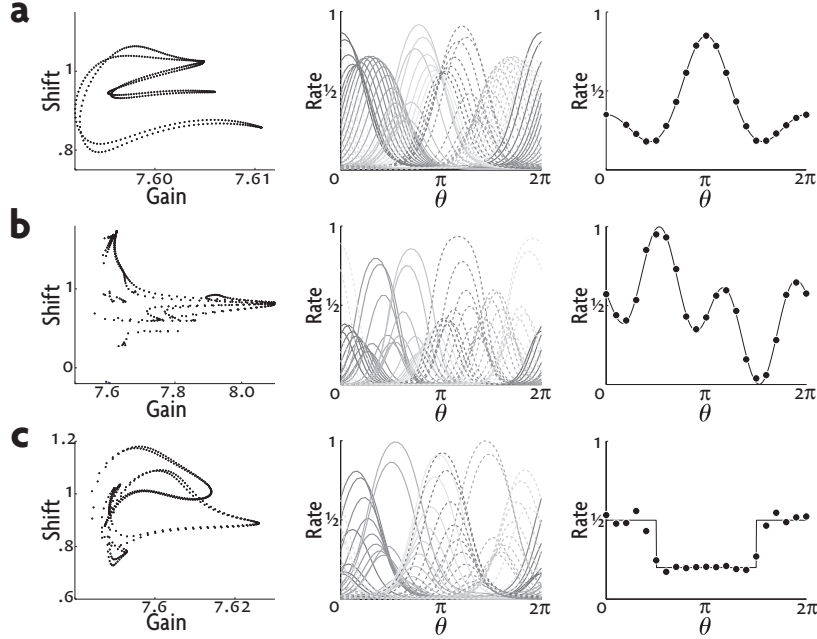 a
Shift
1
.8
7.60
7.61
Gain
Rate
1
½
0
π
2π
θ
Rate
1
½
0
π
2π
θ
b
Shift
1
0
7.6
7.8
8.0
Gain
Rate
1
½
0
π
2π
θ
Rate
1
½
0
π
2π
θ
c
Shift
1.2
1
.8
.6
7.6
7.62
Gain
Rate
1
½
0
π
2π
θ
Rate
1
½
0
π
2π
θ